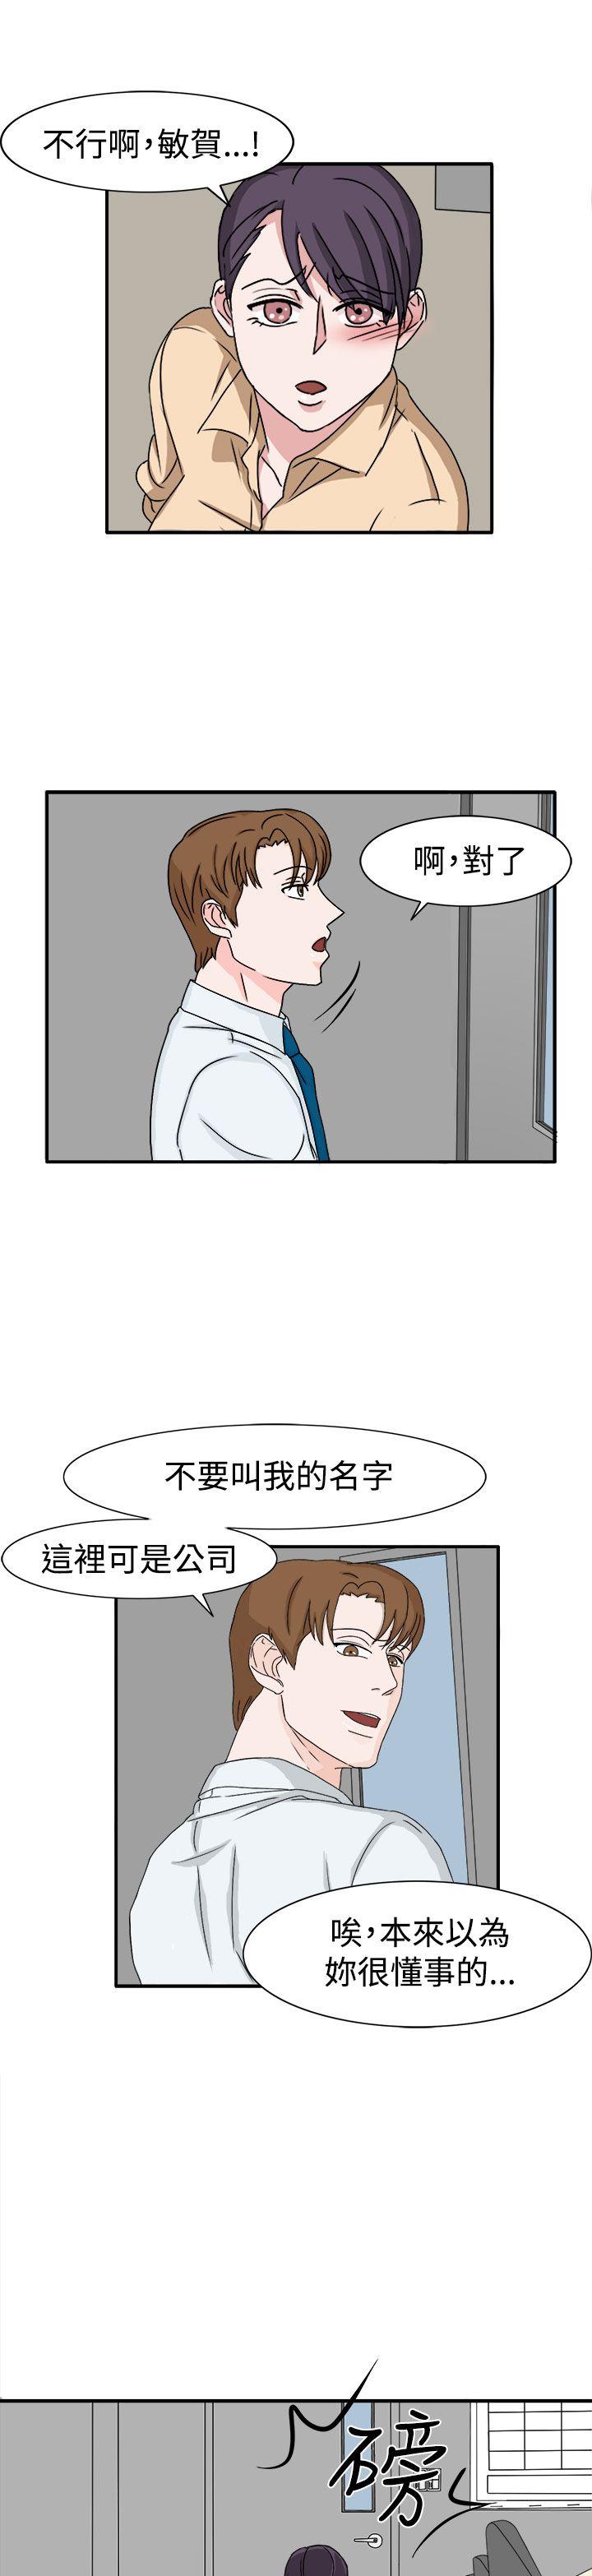 不行啊,敏賀...!
啊,對了
不要叫我的名字
這裡可是公司
唉,本來以為
妳很懂事的...
磅